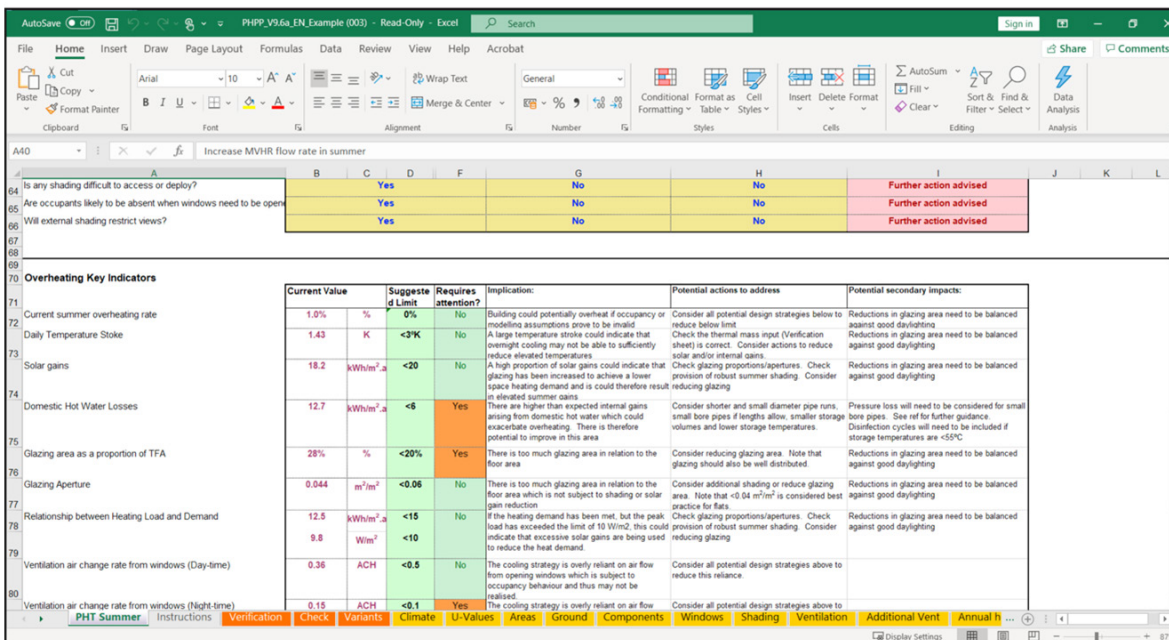 AutoSave Off PHPP_V9.6a_EN_Example (003) - Read-Only - Excel Search Sign in
File Home Insert Draw Page Layout Formulas Data Review View Help Acrobat Share Comments
Paste Cut Copy Format Painter Arial 10 B I U Wrap Text Merge & Center General % Conditional Formatting Format as Table Cell Styles Insert Delete Format AutoSum Fill Clear Sort & Filter Find & Select Data Analysis
Clipboard Font Alignment Number Styles Cells Editing Analysis
A40 fx Increase MVHR flow rate in summer
A B C D F G H I J K L
64 Is any shading difficult to access or deploy? Yes No No Further action advised
65 Are occupants likely to be absent when windows need to be opene Yes No No Further action advised
66 Will external shading restrict views? Yes No No Further action advised
67
68
69
70 Overheating Key Indicators
71 Current Value Suggeste d Limit Requires attention? Implication: Potential actions to address Potential secondary impacts:
72 Current summer overheating rate 1.0% % 0% No Building could potentially overheat if occupancy or modelling assumptions prove to be invalid Consider all potential design strategies below to reduce below limit Reductions in glazing area need to be balanced against good daylighting
73 Daily Temperature Stoke 1.43 K <3°K No A large temperature stroke could indicate that overnight cooling may not be able to sufficiently reduce elevated temperatures Check the thermal mass input (Verification sheet) is correct. Consider actions to reduce solar and/or internal gains. Reductions in glazing area need to be balanced against good daylighting
74 Solar gains 18.2 kWh/m².a <20 No A high proportion of solar gains could indicate that glazing has been increased to achieve a lower space heating demand and is could therefore result in elevated summer gains Check glazing proportions/apertures. Check provision of robust summer shading. Consider reducing glazing Reductions in glazing area need to be balanced against good daylighting
75 Domestic Hot Water Losses 12.7 kWh/m².a <6 Yes There are higher than expected internal gains arising from domestic hot water which could exacerbate overheating. There is therefore potential to improve in this area Consider shorter and small diameter pipe runs, small bore pipes if lengths allow, smaller storage volumes and lower storage temperatures. Pressure loss will need to be considered for small bore pipes. See ref for further guidance. Disinfection cycles will need to be included if storage temperatures are <55ºC
76 Glazing area as a proportion of TFA 28% % <20% Yes There is too much glazing area in relation to the floor area Consider reducing glazing area. Note that glazing should also be well distributed. Reductions in glazing area need to be balanced against good daylighting
77 Glazing Aperture 0.044 m²/m² <0.06 No There is too much glazing area in relation to the floor area which is not subject to shading or solar gain reduction Consider additional shading or reduce glazing area. Note that <0.04 m²/m² is considered best practice for flats. Reductions in glazing area need to be balanced against good daylighting
78 Relationship between Heating Load and Demand 12.5 kWh/m².a <15 No If the heating demand has been met, but the peak load has exceeded the limit of 10 W/m2, this could indicate that excessive solar gains are being used to reduce the heat demand. Check glazing proportions/apertures. Check provision of robust summer shading. Consider reducing glazing Reductions in glazing area need to be balanced against good daylighting
79 9.8 W/m² <10
80 Ventilation air change rate from windows (Day-time) 0.36 ACH <0.5 No The cooling strategy is overly reliant on air flow from opening windows which is subject to occupancy behaviour and thus may not be realised. Consider all potential design strategies above to reduce this reliance.
Ventilation air change rate from windows (Night-time) 0.15 ACH <0.1 Yes The cooling strategy is overly reliant on air flow Consider all potential design strategies above to
PHT Summer Instructions Verification Check Variants Climate U-Values Areas Ground Components Windows Shading Ventilation Additional Vent Annual h ...
Display Settings